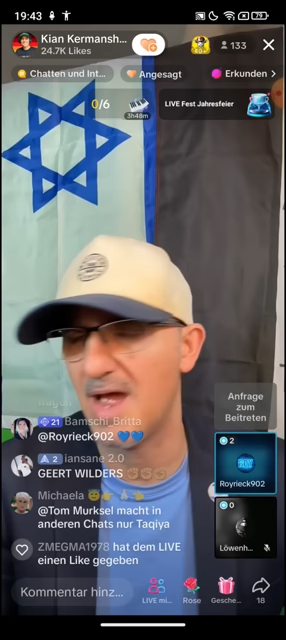 19:43
79
Kian Kermansh...
24.7K Likes
133
Chatten und Int...
Angesagt
Erkunden >
0/6
3h48m
LIVE Fest Jahresfeier
21 Bamschi_Britta
@Royrieck902 💙💙
2 iansane 2.0
GEERT WILDERS ✊🏽✊🏽✊🏽✊🏽
Michaela
@Tom Murksel macht in
anderen Chats nur Taqiya
ZMEGMA1978 hat dem LIVE
einen Like gegeben
Anfrage
zum
Beitreten
2
Royrieck902
0
Löwenh...
Kommentar hinz...
LIVE mi...
Rose
Gesche...
18